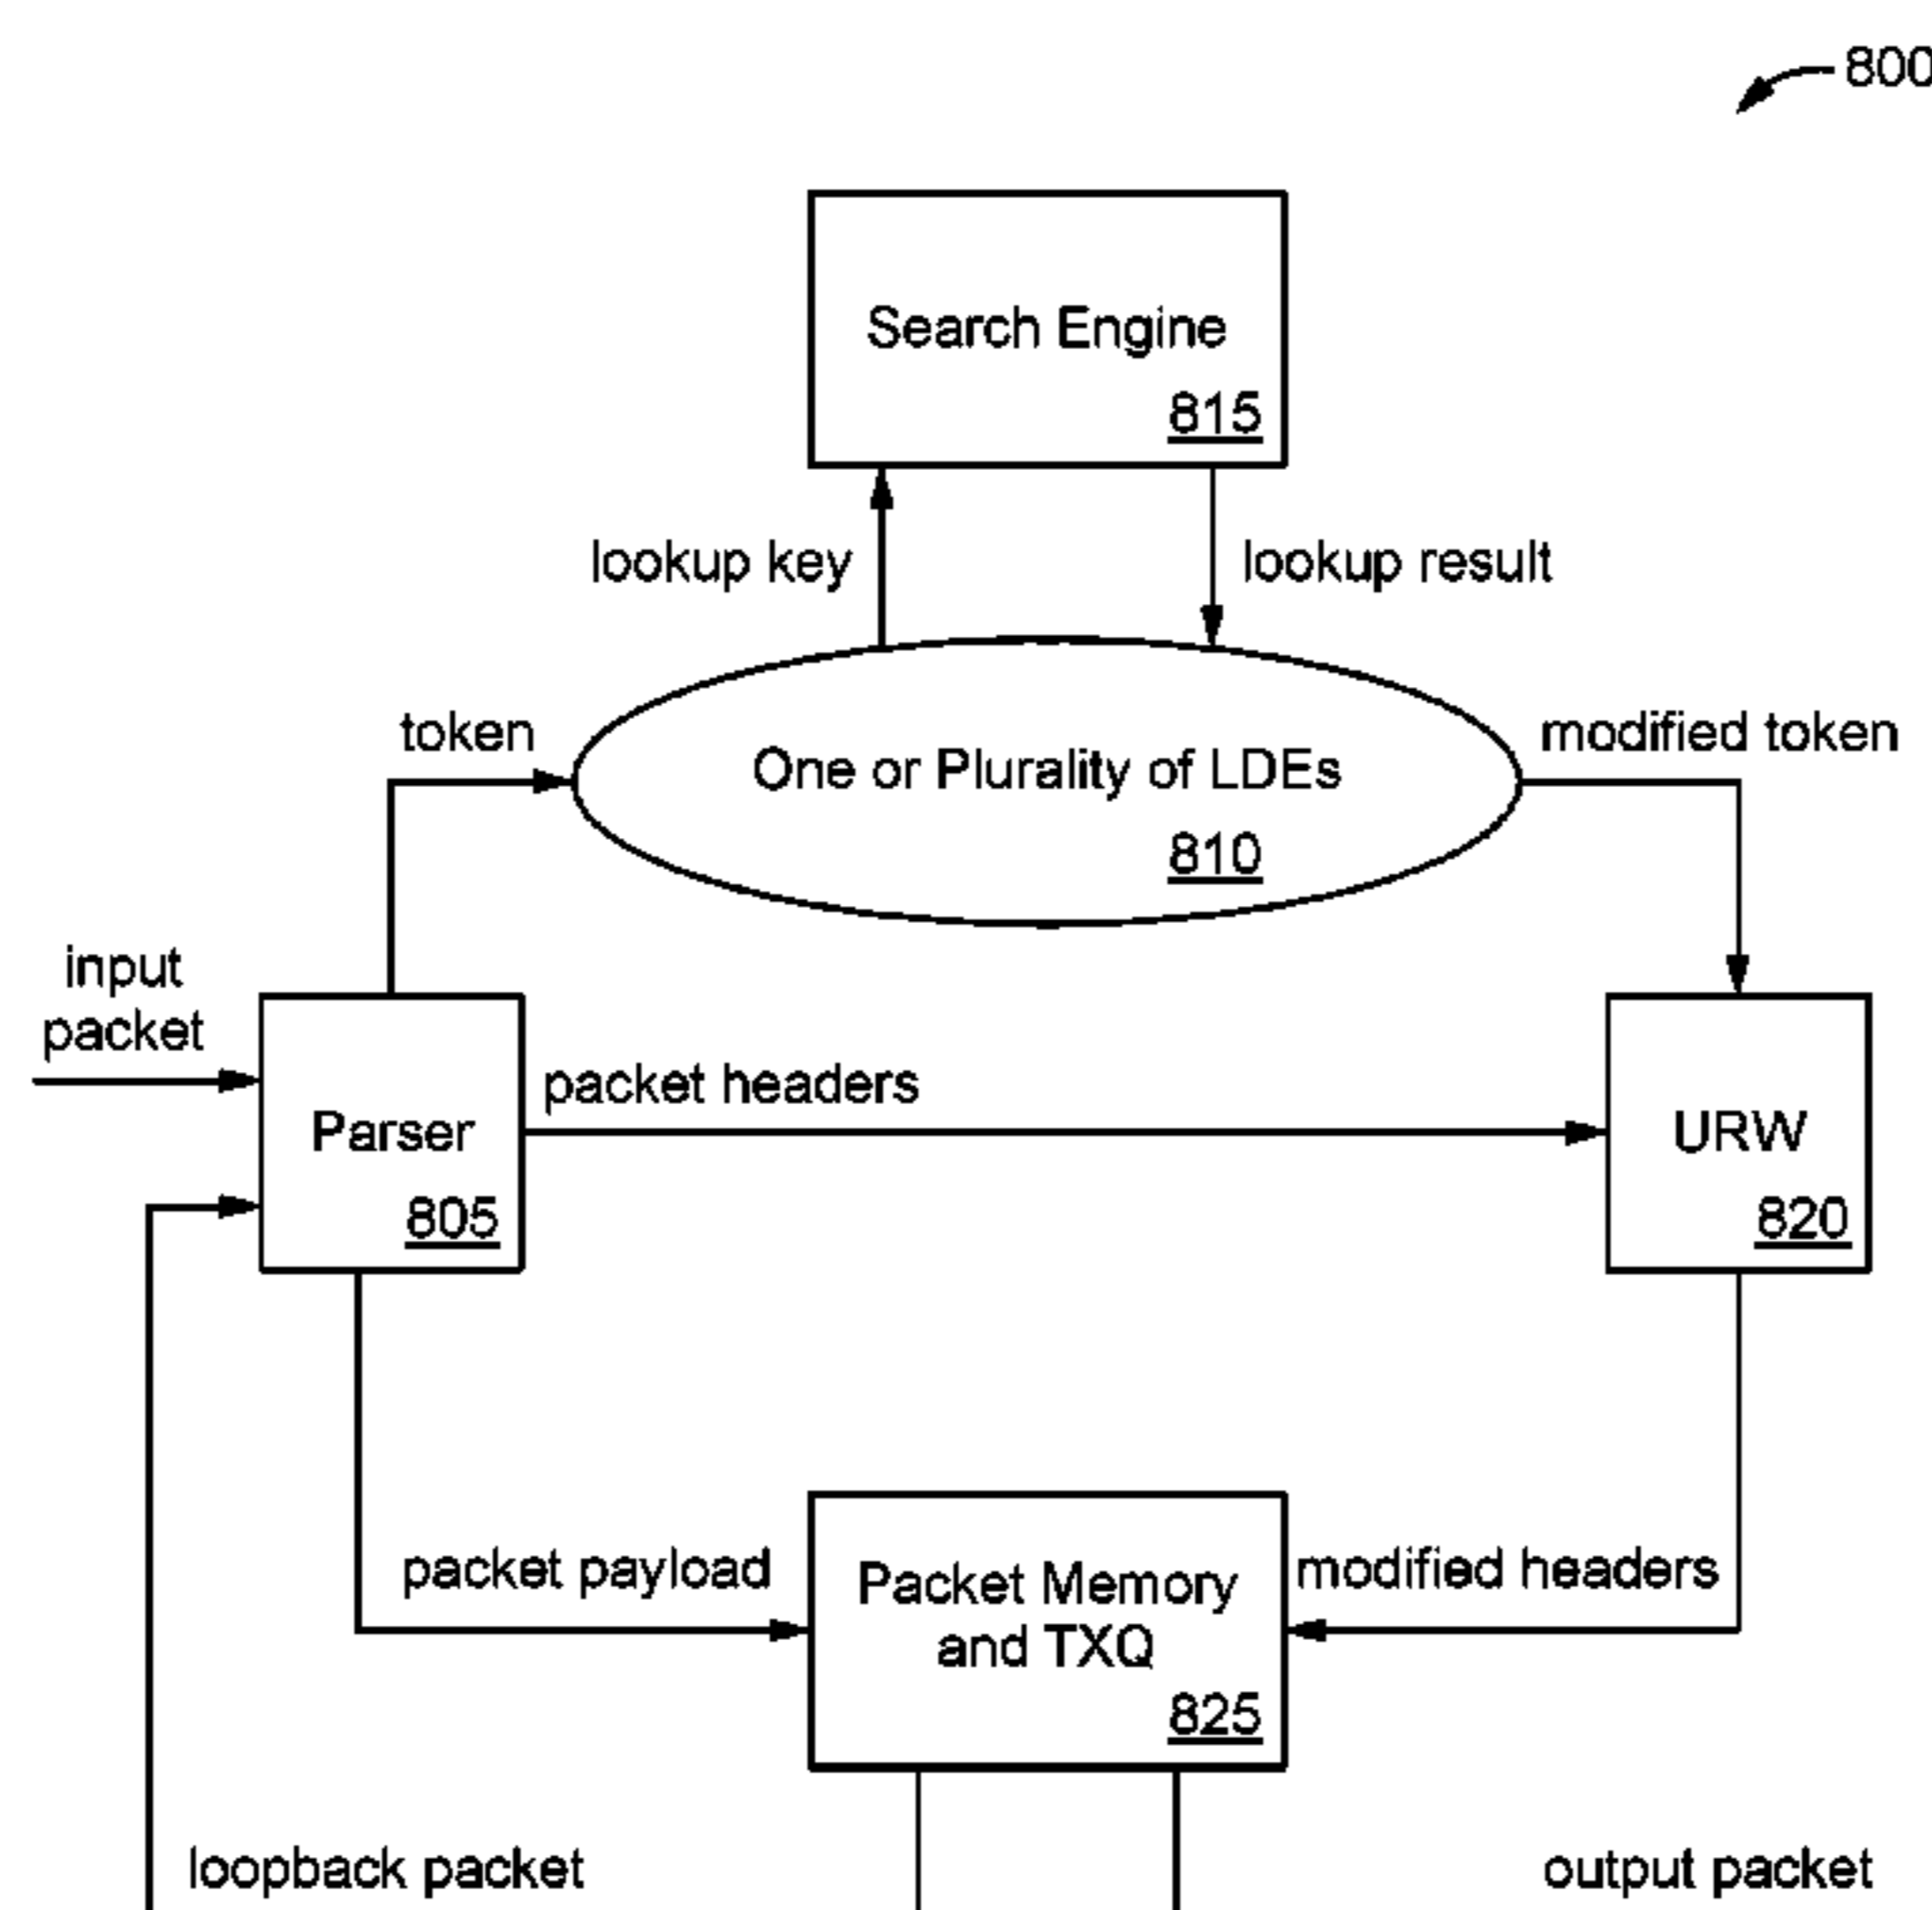 800
Search Engine
815
lookup key
lookup result
token
One or Plurality of LDEs
modified token
810
input
packet
packet headers
Parser
805
URW
820
packet payload
Packet Memory
and TXQ
825
modified headers
loopback packet
output packet